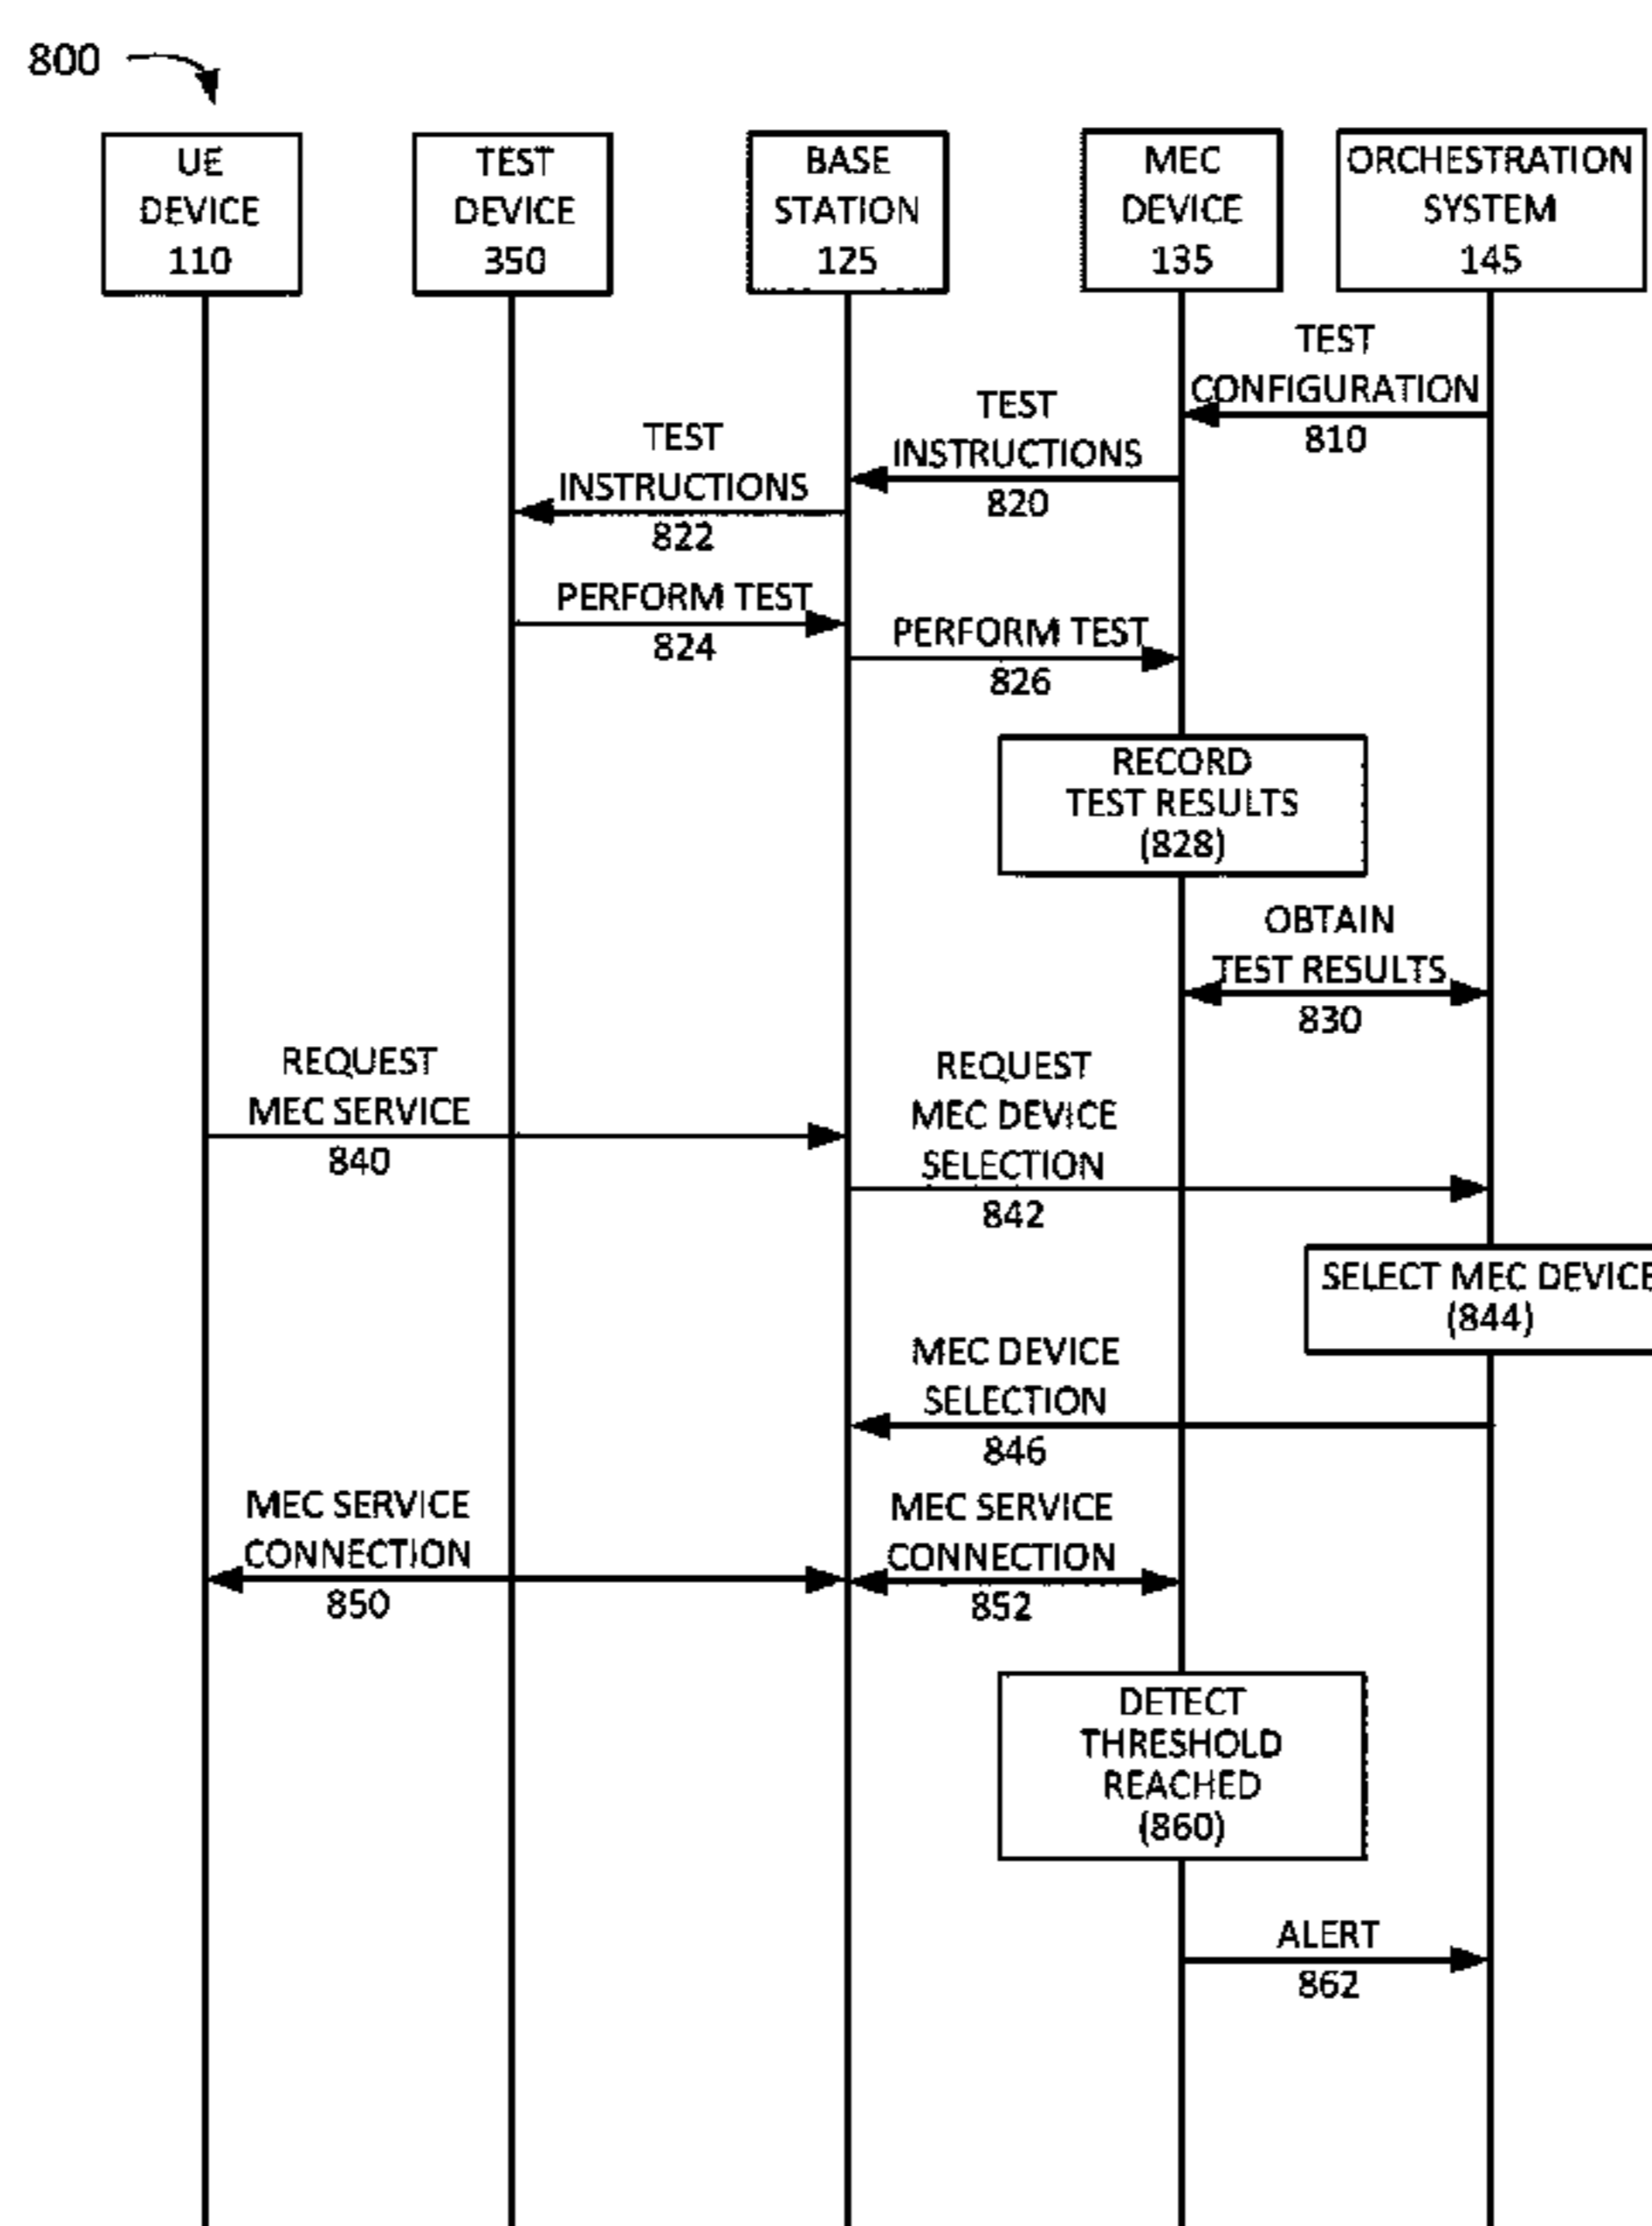 800
UE
DEVICE
110
TEST
DEVICE
350
BASE
STATION
125
MEC
DEVICE
135
ORCHESTRATION
SYSTEM
145
TEST
CONFIGURATION
810
TEST
INSTRUCTIONS
820
TEST
INSTRUCTIONS
822
PERFORM TEST
824
PERFORM TEST
826
RECORD
TEST RESULTS
(828)
OBTAIN
TEST RESULTS
830
REQUEST
MEC SERVICE
840
REQUEST
MEC DEVICE
SELECTION
842
SELECT MEC DEVICE
(844)
MEC DEVICE
SELECTION
846
MEC SERVICE
CONNECTION
850
MEC SERVICE
CONNECTION
852
DETECT
THRESHOLD
REACHED
(860)
ALERT
862